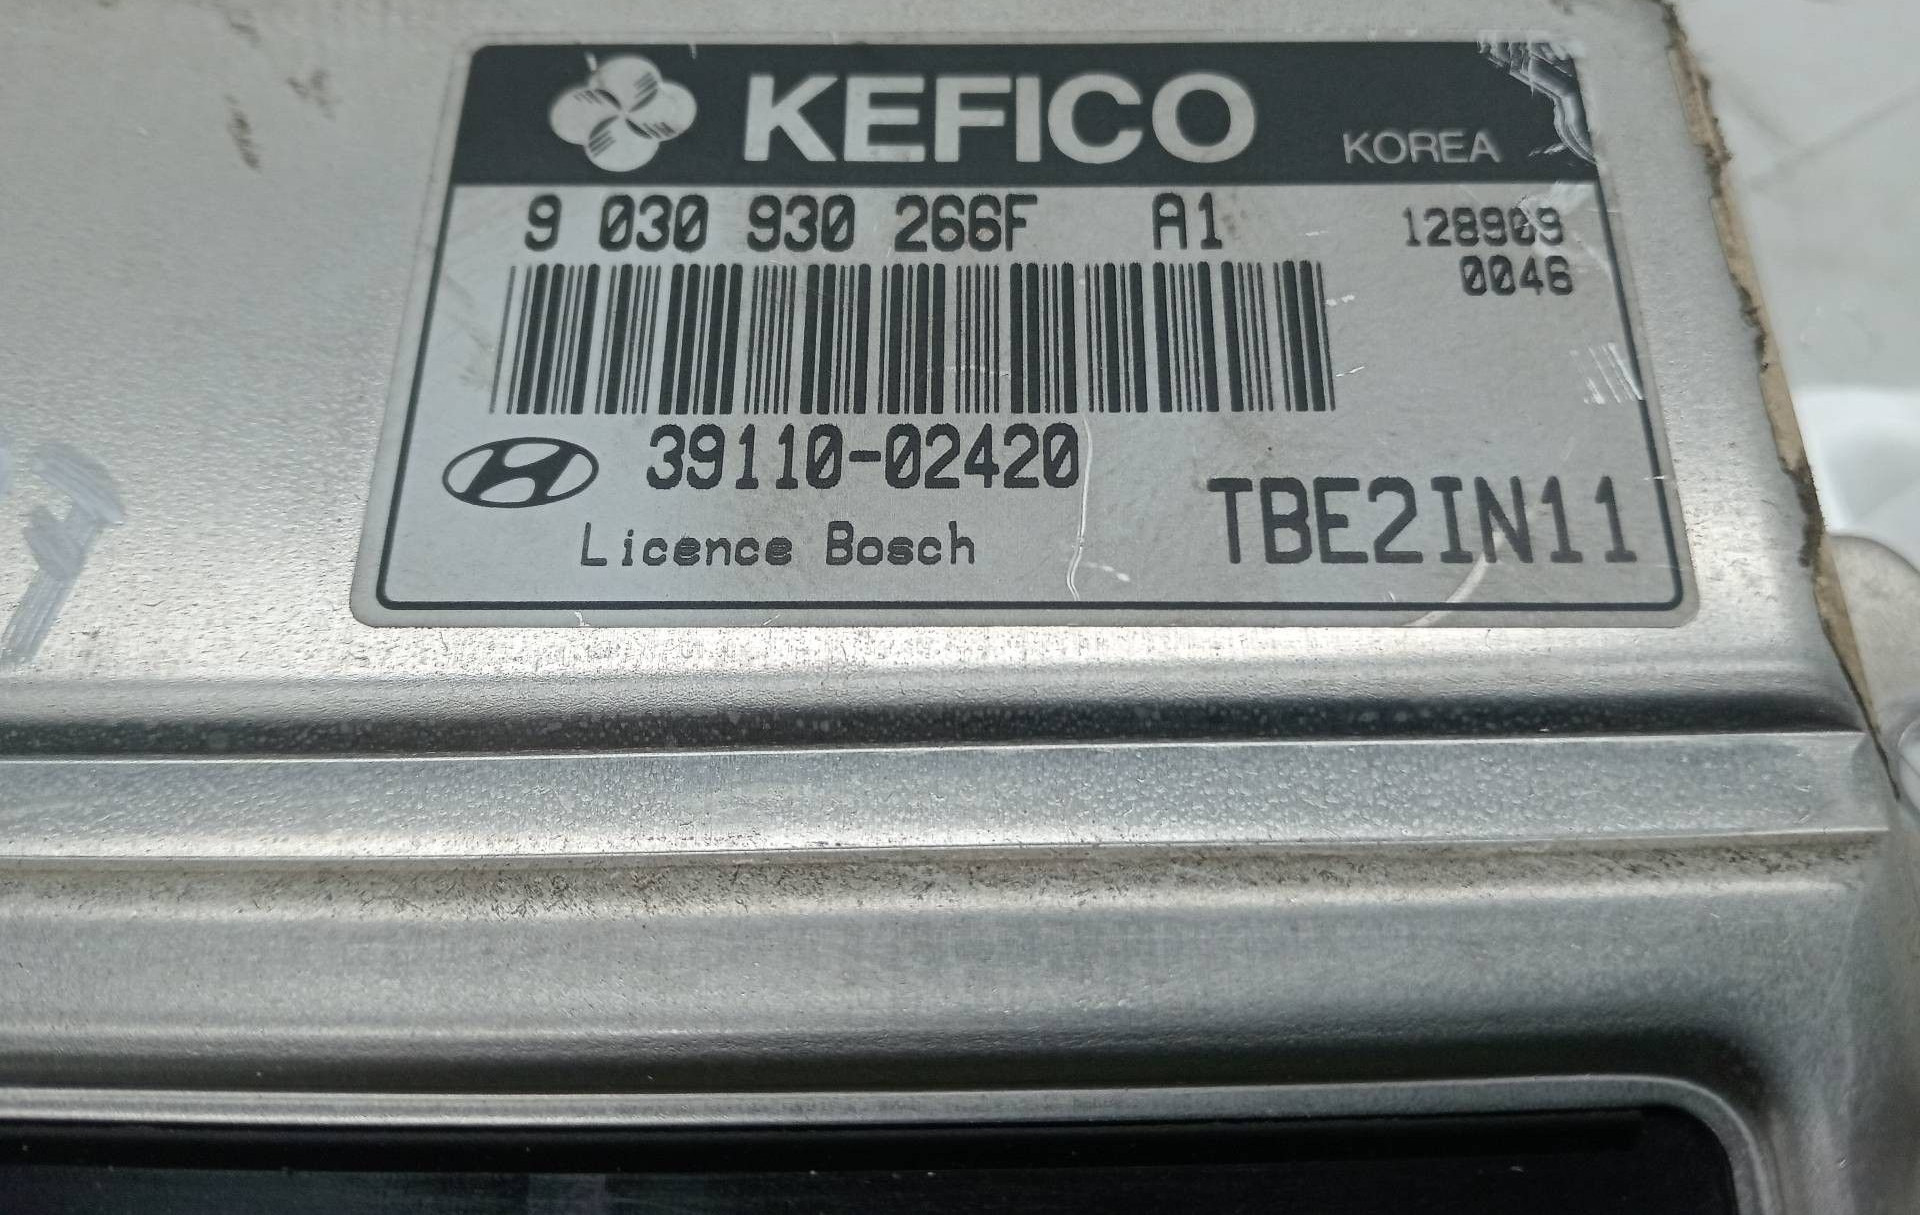 KEFICO KOREA
9 030 930 266F A1 128909
0046
39110-02420
TBE2IN11
Licence Bosch